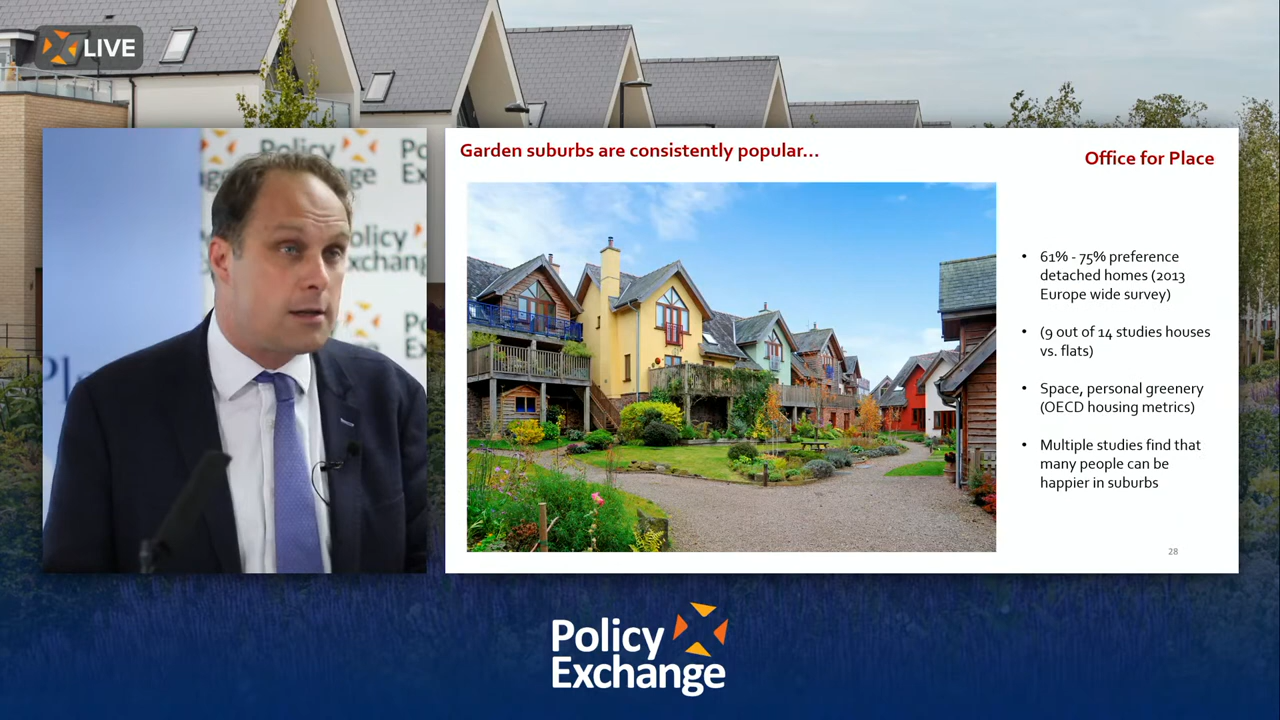 LIVE
Policy
Exchange
Garden suburbs are consistently popular...
Office for Place
• 61% - 75% preference
detached homes (2013
Europe wide survey)
• (9 out of 14 studies houses
vs. flats)
• Space, personal greenery
(OECD housing metrics)
• Multiple studies find that
many people can be
happier in suburbs
28
Policy
Exchange